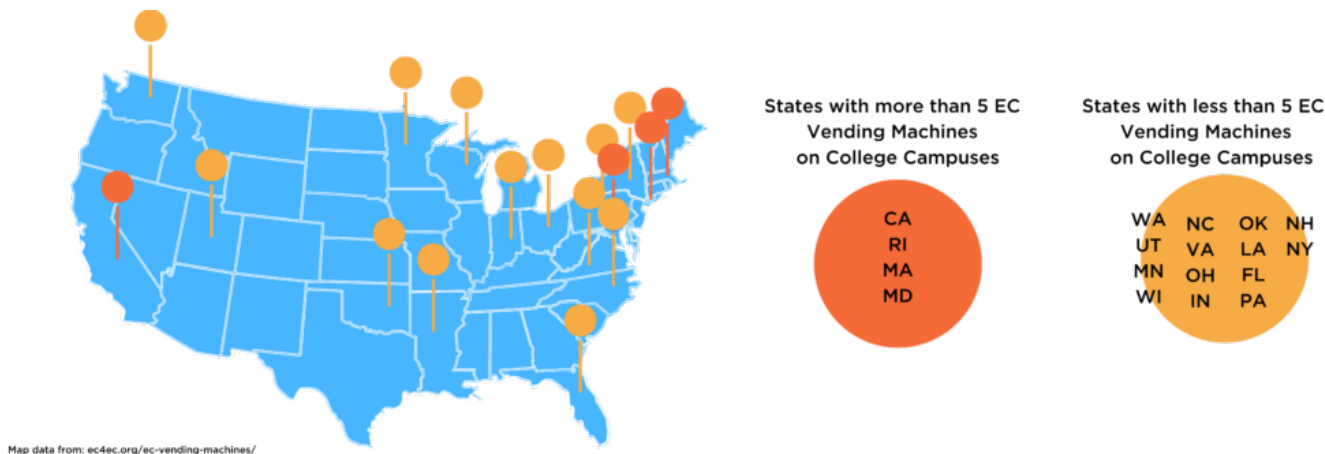 States with more than 5 EC
Vending Machines
on College Campuses
CA
RI
MA
MD
States with less than 5 EC
Vending Machines
on College Campuses
WA NC OK NH
UT VA LA NY
MN OH FL
WI IN PA
Map data from: ec4ec.org/ec-vending-machines/